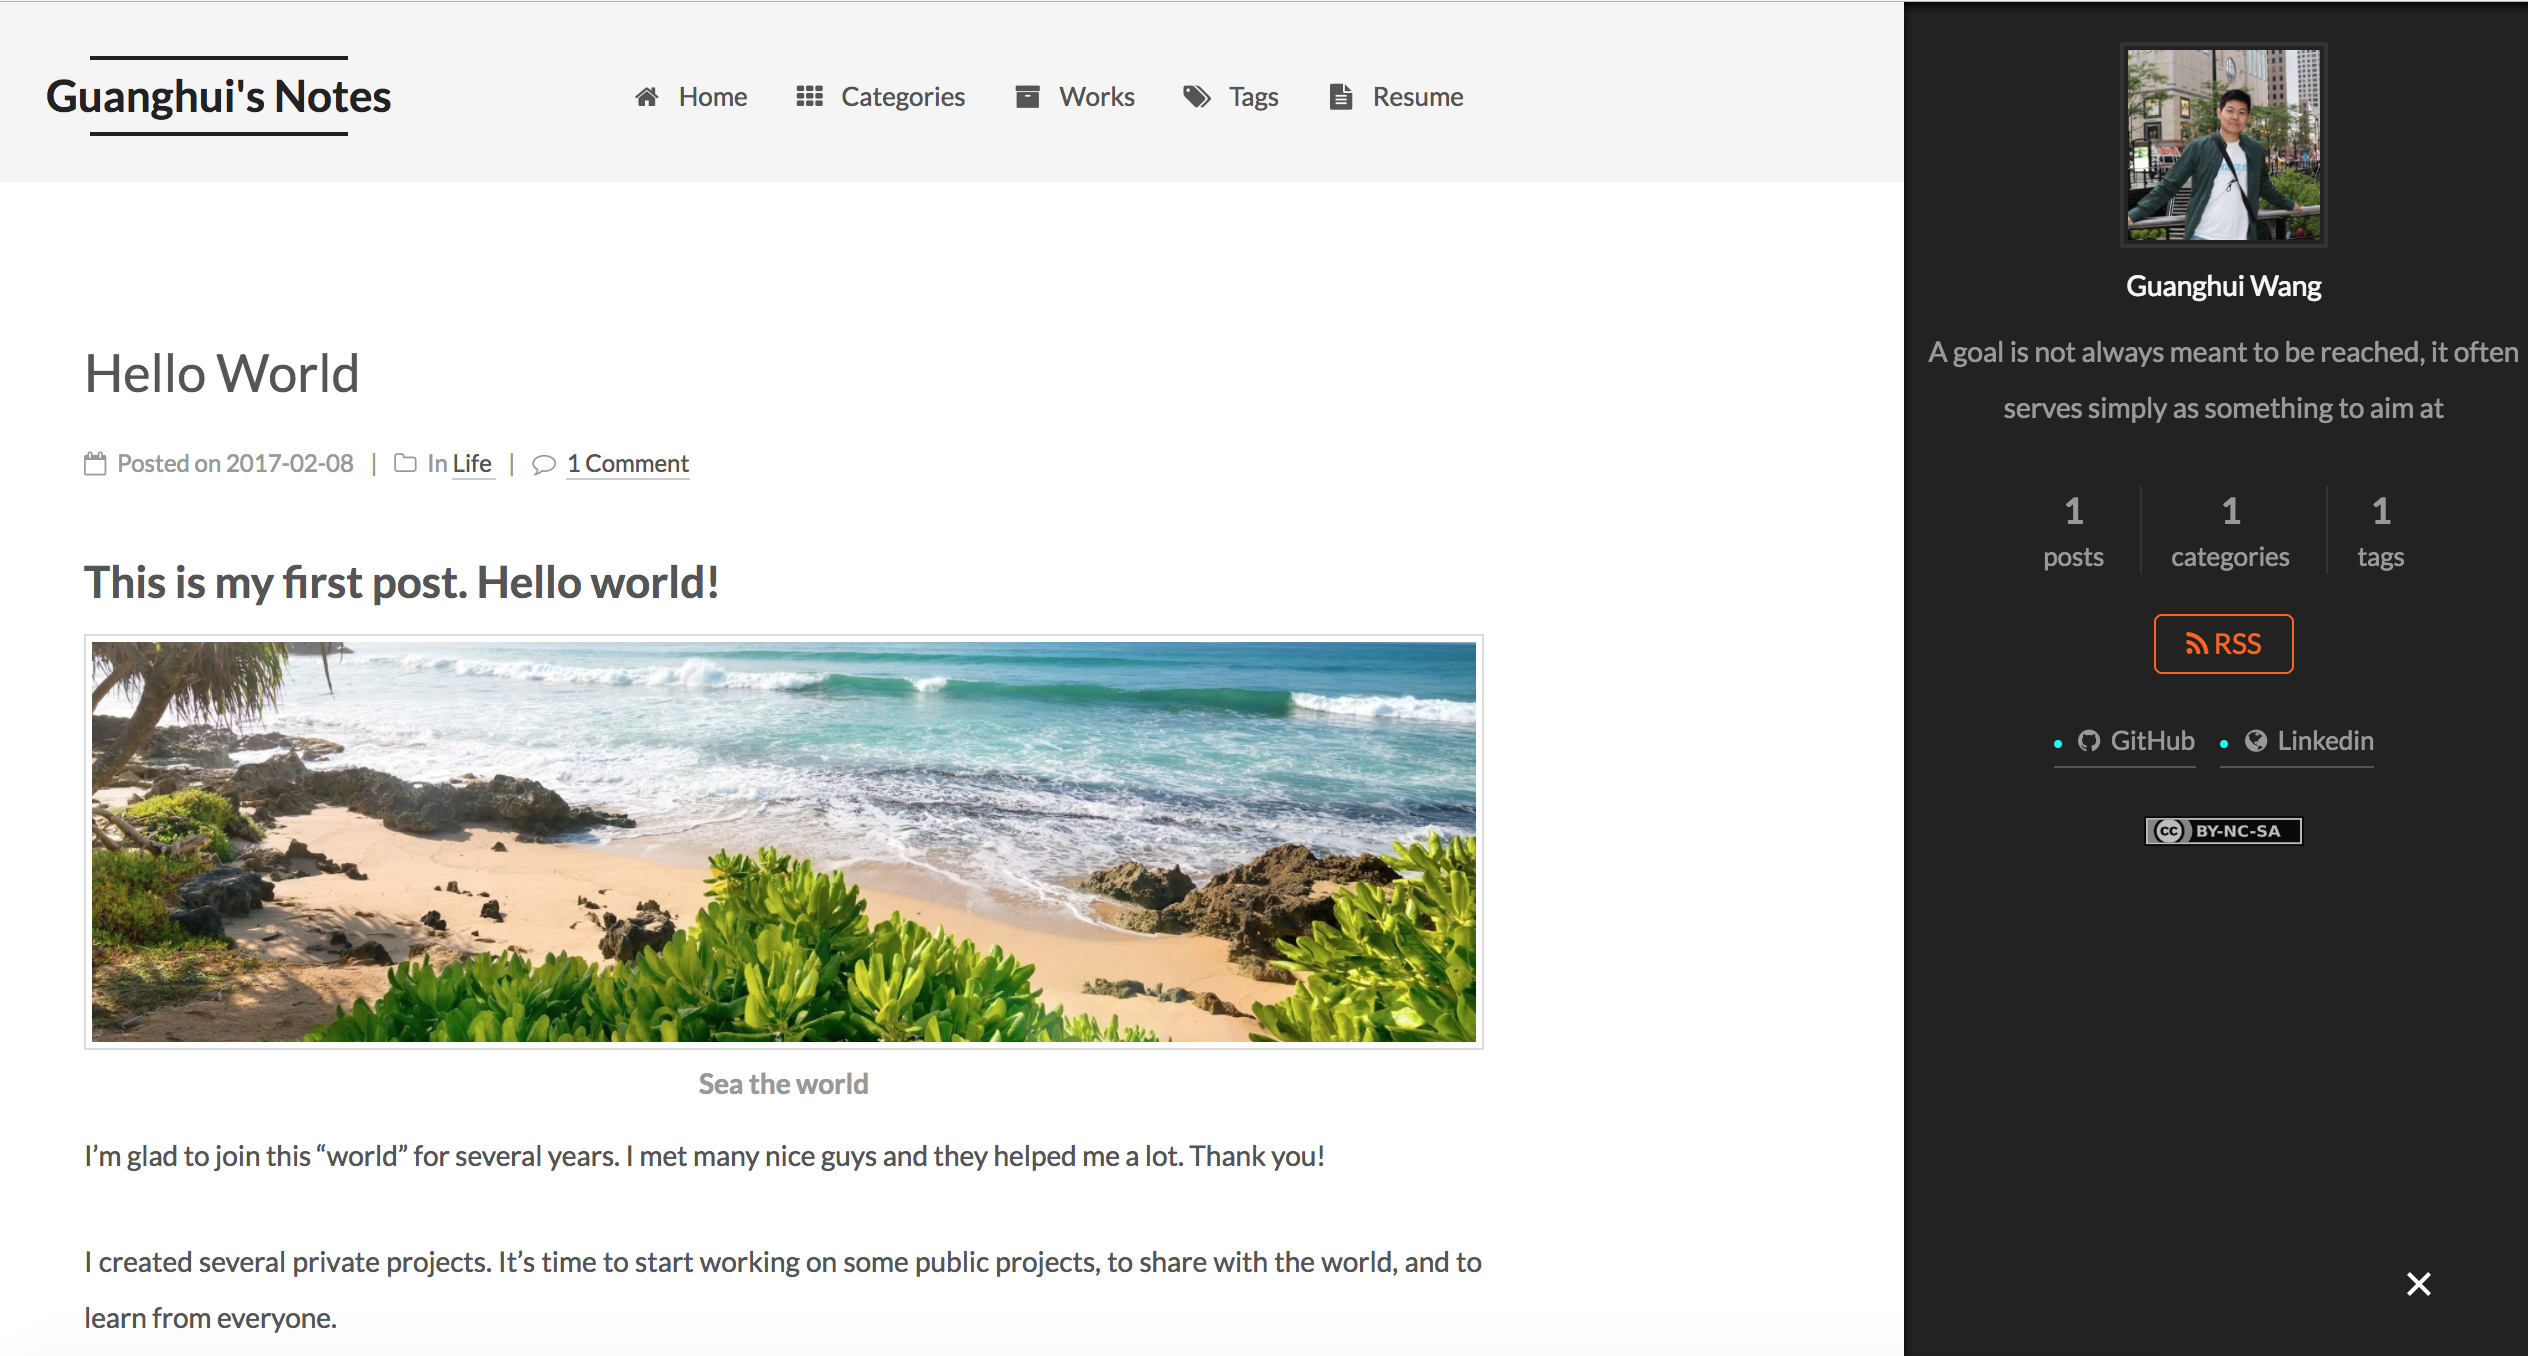 Guanghui's Notes
Home
Categories
Works
Tags
Resume
Hello World
Posted on 2017-02-08 | In Life | 1 Comment
This is my first post. Hello world!
Sea the world
I’m glad to join this “world” for several years. I met many nice guys and they helped me a lot. Thank you!
I created several private projects. It’s time to start working on some public projects, to share with the world, and to
learn from everyone.
Guanghui Wang
A goal is not always meant to be reached, it often
serves simply as something to aim at
1 posts
1 categories
1 tags
RSS
GitHub
Linkedin
cc BY-NC-SA